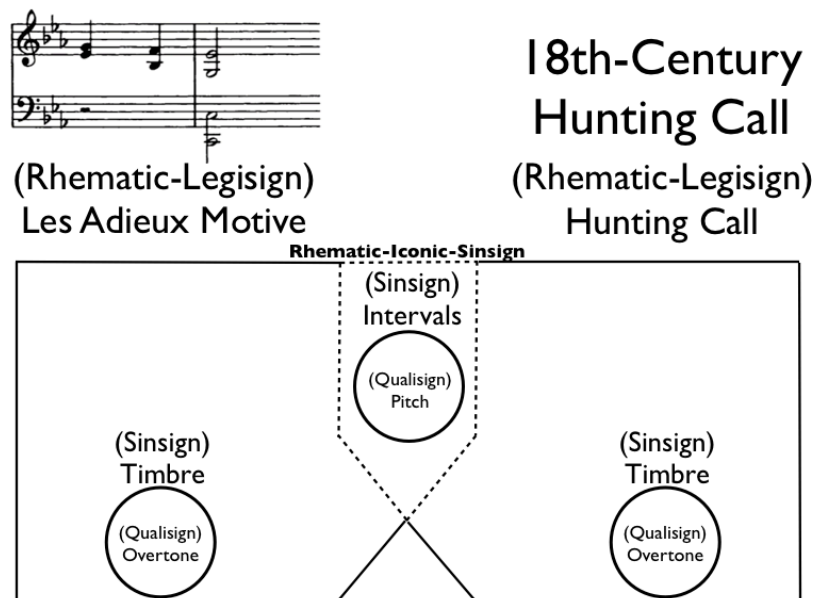 18th-Century
Hunting Call
(Rhematic-Legisign)
Les Adieux Motive
(Rhematic-Legisign)
Hunting Call
Rhematic-Iconic-Sinsign
(Sinsign)
Intervals
(Qualisign)
Pitch
(Sinsign)
Timbre
(Qualisign)
Overtone
(Sinsign)
Timbre
(Qualisign)
Overtone